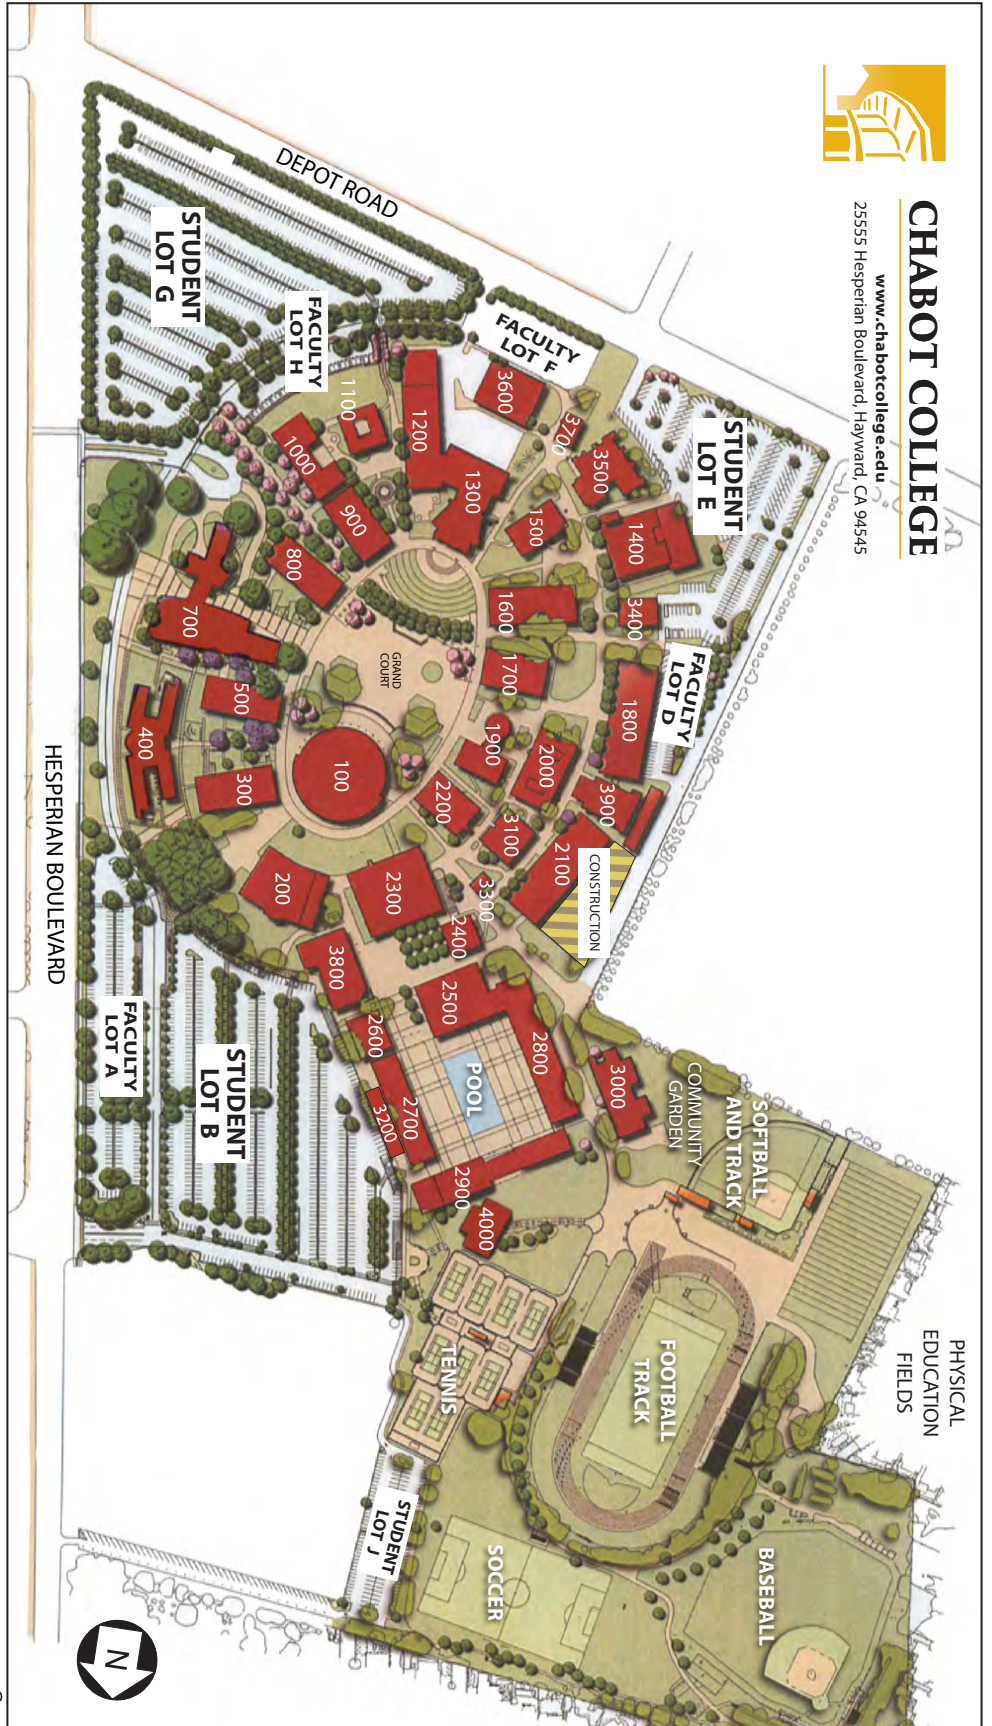 CHABOT COLLEGE
www.chabotcollege.edu
25555 Hesperian Boulevard, Hayward, CA 94545
DEPOT ROAD
STUDENT
LOT G
FACULTY
LOT H
FACULTY
LOT F
STUDENT
LOT E
FACULTY
LOT D
3600
3700
3500
1100
1200
1300
1000
900
1500
1400
800
1600
3400
700
1700
GRAND
COURT
500
1800
400
300
100
1900
2000
3900
2200
3100
2100
CONSTRUCTION
200
2300
3300
2400
3800
2500
2600
2800
POOL
2700
3200
3000
2900
4000
COMMUNITY
GARDEN
SOFTBALL
AND TRACK
HESPERIAN BOULEVARD
FACULTY
LOT A
STUDENT
LOT B
PHYSICAL
EDUCATION
FIELDS
FOOTBALL
TRACK
TENNIS
STUDENT
LOT J
SOCCER
BASEBALL
N